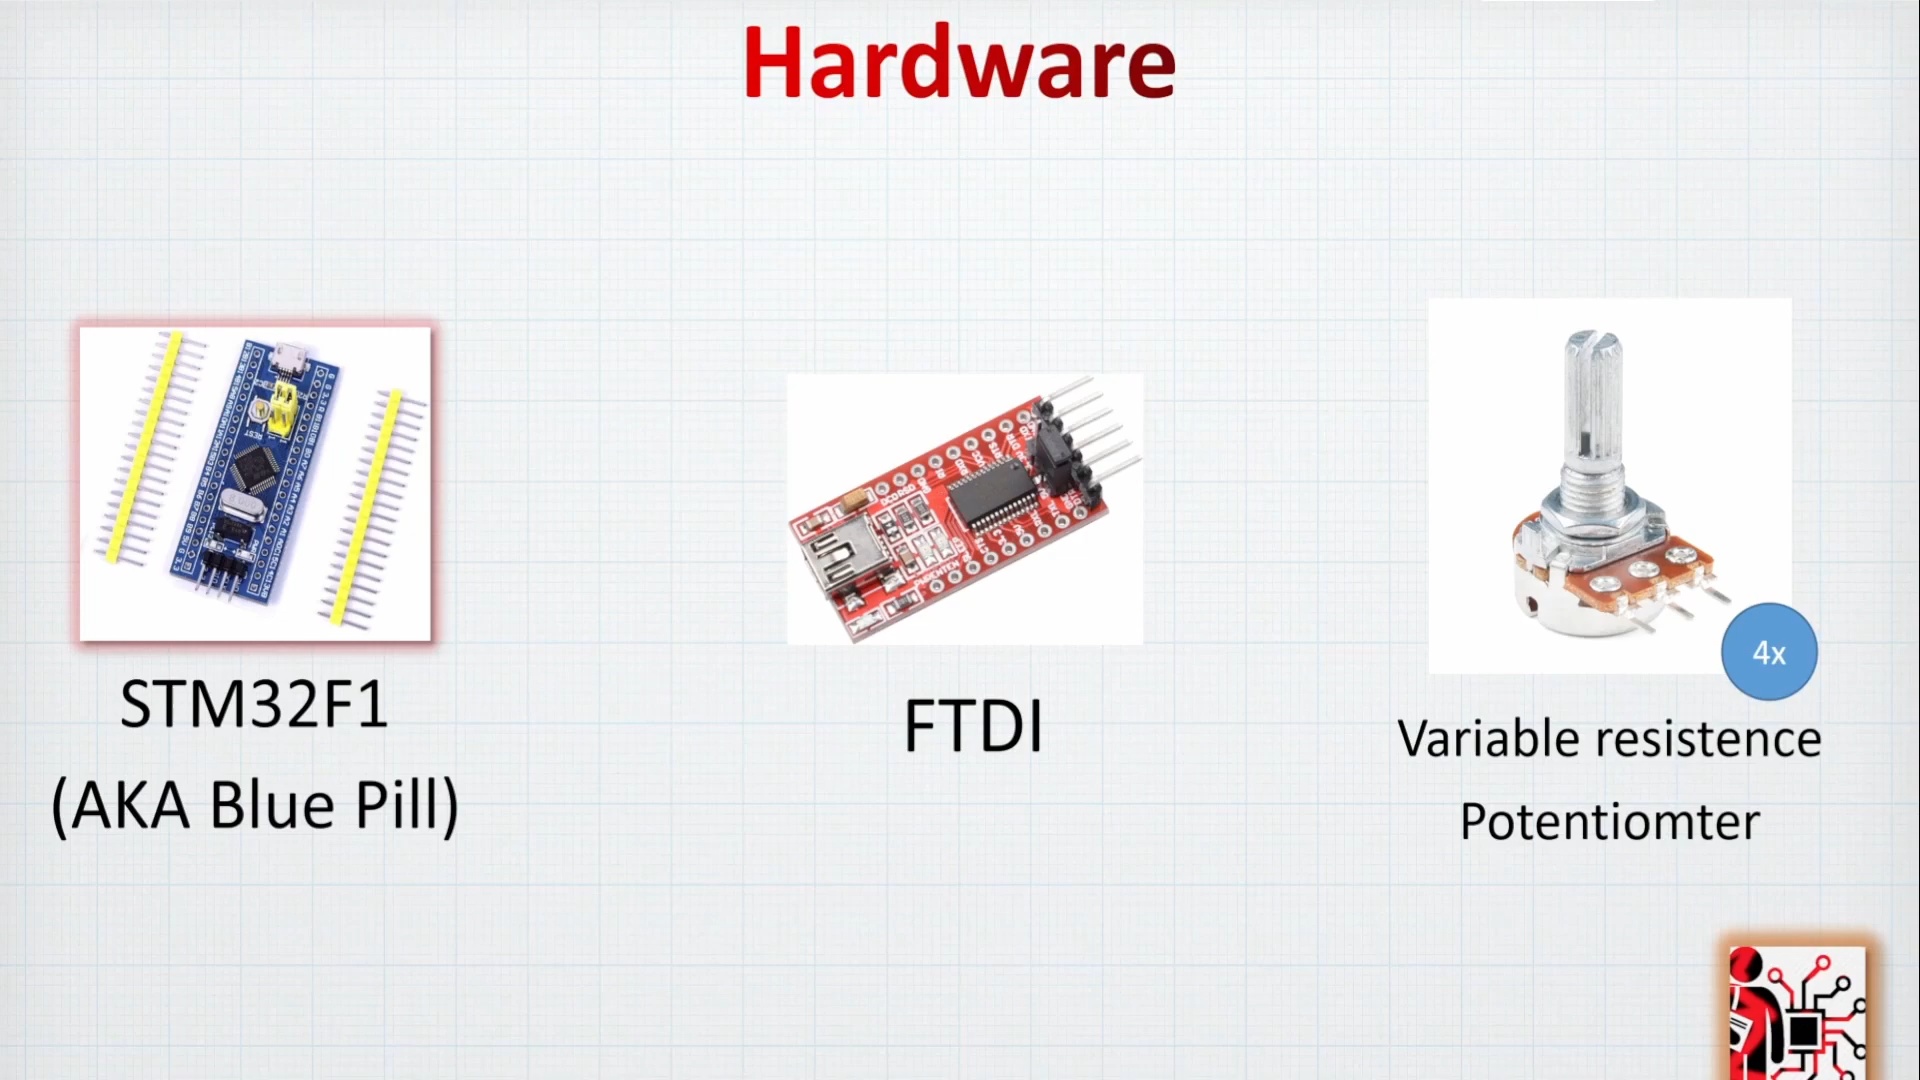 Hardware
STM32F1
(AKA Blue Pill)
FTDI
4x
Variable resistence
Potentiomter